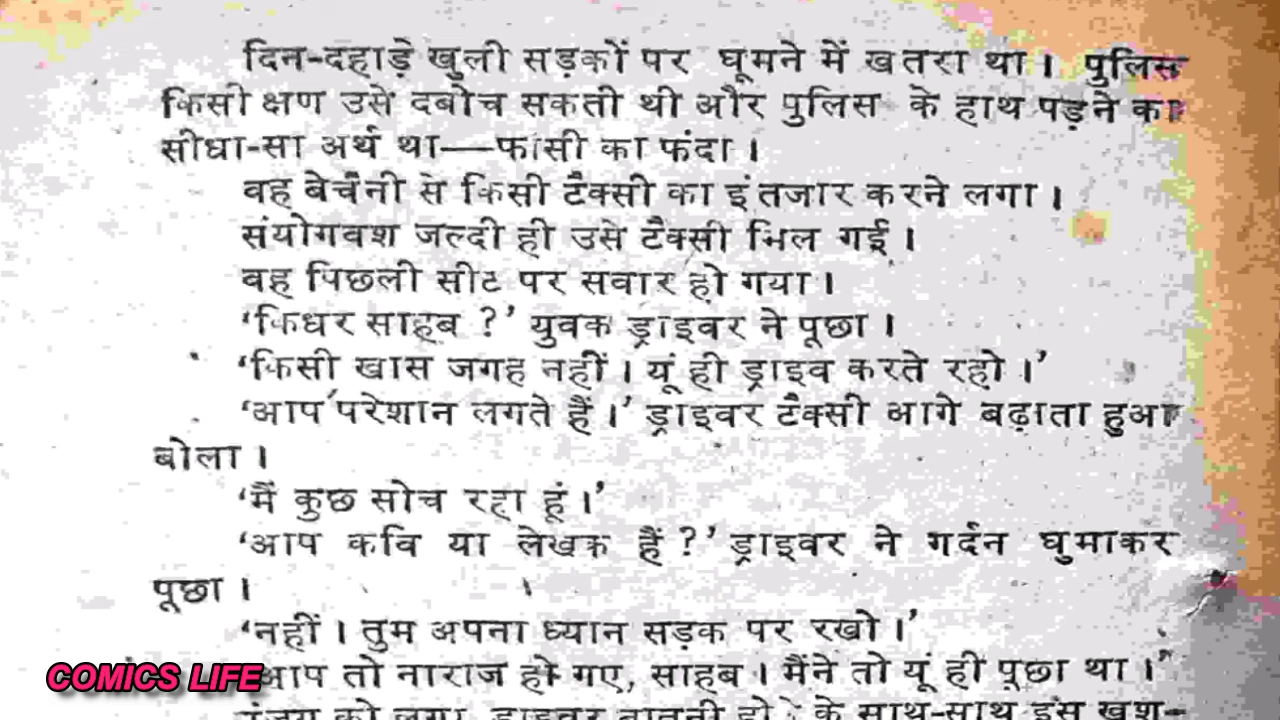 दिन-दहाड़े खुली सड़कों पर घूमने में खतरा था। पुलिस
किसी क्षण उसे दबोच सकती थी और पुलिस के हाथ पड़ने का
सीधा-सा अर्थ था—फांसी का फंदा।
वह बेचैनी से किसी टैक्सी का इंतजार करने लगा।
संयोगवश जल्दी ही उसे टैक्सी मिल गई।
वह पिछली सीट पर सवार हो गया।
‘किधर साहब ?’ युवक ड्राइवर ने पूछा।
‘किसी खास जगह नहीं। यूं ही ड्राइव करते रहो।’
‘आप परेशान लगते हैं।’ ड्राइवर टैक्सी आगे बढ़ाता हुआ
बोला।
‘मैं कुछ सोच रहा हूं।’
‘आप कवि या लेखक हैं ?’ ड्राइवर ने गर्दन घुमाकर
पूछा।
‘नहीं। तुम अपना ध्यान सड़क पर रखो।’
आप तो नाराज हो गए, साहब। मैंने तो यूं ही पूछा था।’
COMICS LIFE
को लगा, ड्राइवर बातूनी के साथ-साथ इस खुश-